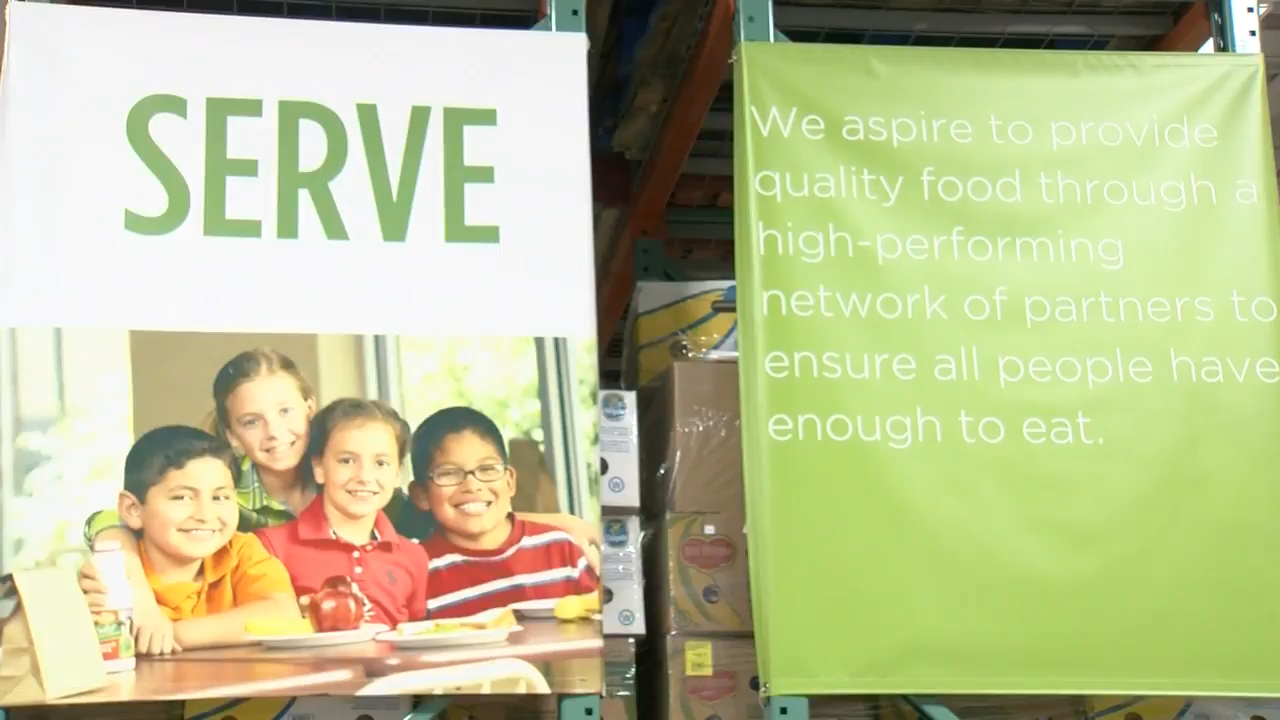 SERVE
We aspire to provide
quality food through a
high-performing
network of partners to
ensure all people have
enough to eat.